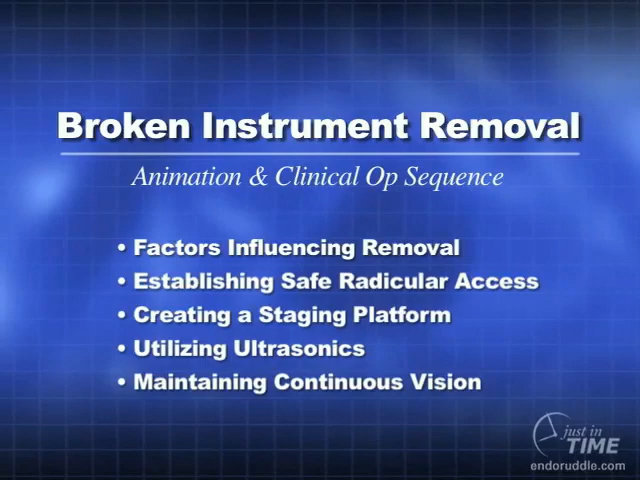 Broken Instrument Removal
Animation & Clinical Op Sequence
• Factors Influencing Removal
• Establishing Safe Radicular Access
• Creating a Staging Platform
• Utilizing Ultrasonics
• Maintaining Continuous Vision
just in
TIME
endoruddle.com